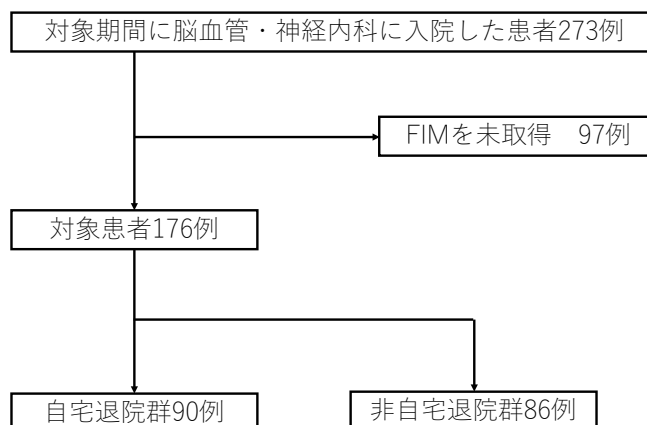 対象期間に脳血管・神経内科に入院した患者273例
FIMを未取得　97例
対象患者176例
自宅退院群90例
非自宅退院群86例